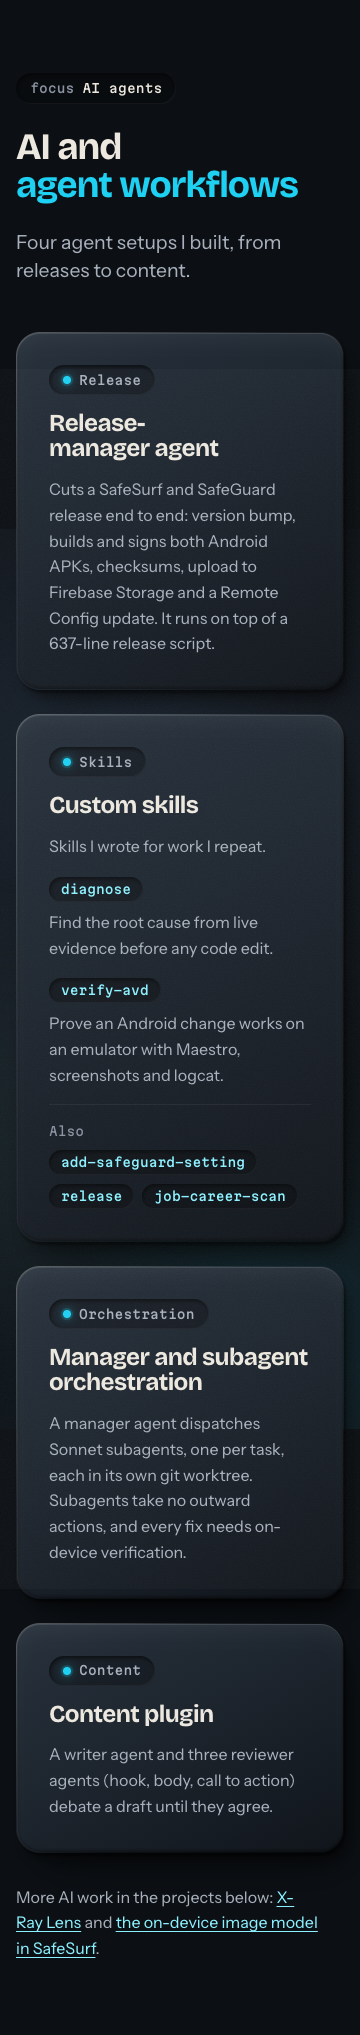 focus AI agents
AI and
agent workflows
Four agent setups I built, from
releases to content.
Release
Release-
manager agent
Cuts a SafeSurf and SafeGuard
release end to end: version bump,
builds and signs both Android
APKs, checksums, upload to
Firebase Storage and a Remote
Config update. It runs on top of a
637-line release script.
Skills
Custom skills
Skills I wrote for work I repeat.
diagnose
Find the root cause from live
evidence before any code edit.
verify-avd
Prove an Android change works on
an emulator with Maestro,
screenshots and logcat.
Also
add-safeguard-setting
release job-career-scan
Orchestration
Manager and subagent
orchestration
A manager agent dispatches
Sonnet subagents, one per task,
each in its own git worktree.
Subagents take no outward
actions, and every fix needs on-
device verification.
Content
Content plugin
A writer agent and three reviewer
agents (hook, body, call to action)
debate a draft until they agree.
More AI work in the projects below: X-
Ray Lens and the on-device image model
in SafeSurf.